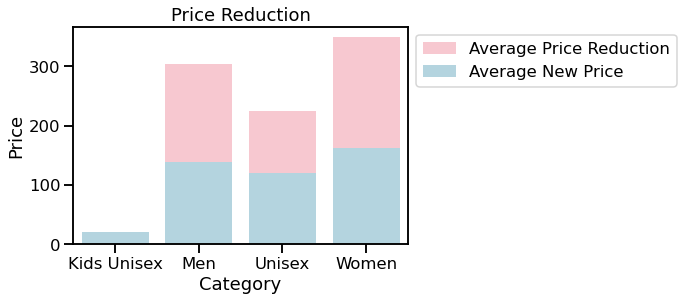 Price Reduction
Average Price Reduction
Average New Price
300
200
100
0
Price
Kids Unisex Men Unisex Women
Category